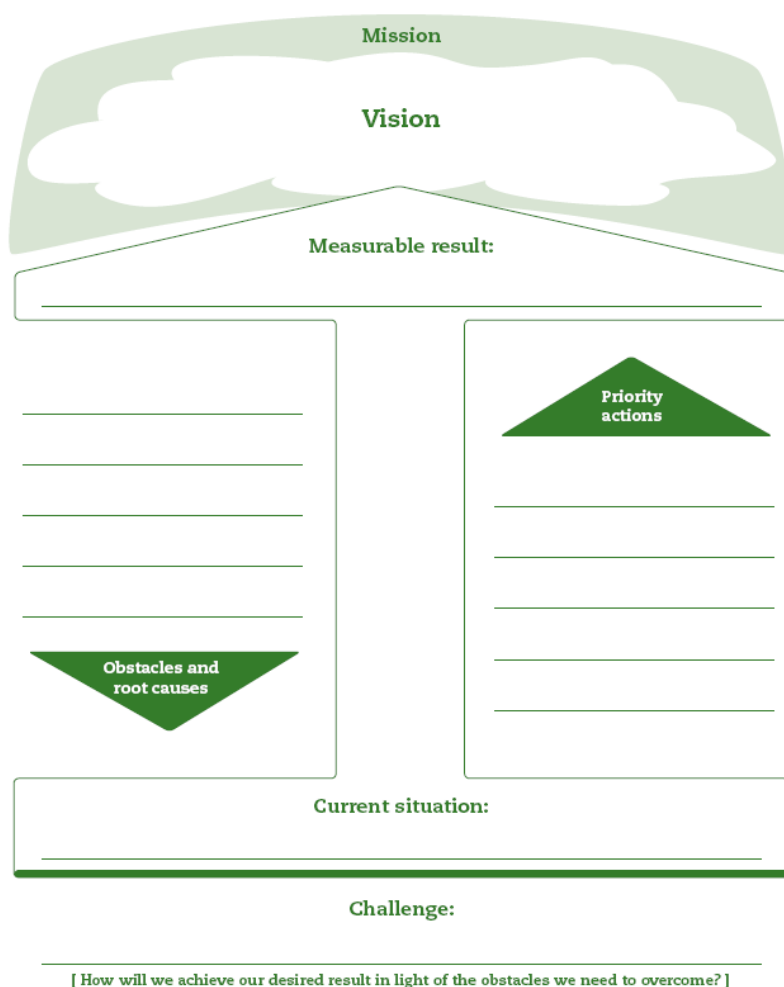 Mission
Vision
Measurable result:
Priority
actions
Obstacles and
root causes
Current situation:
Challenge:
[ How will we achieve our desired result in light of the obstacles we need to overcome? ]